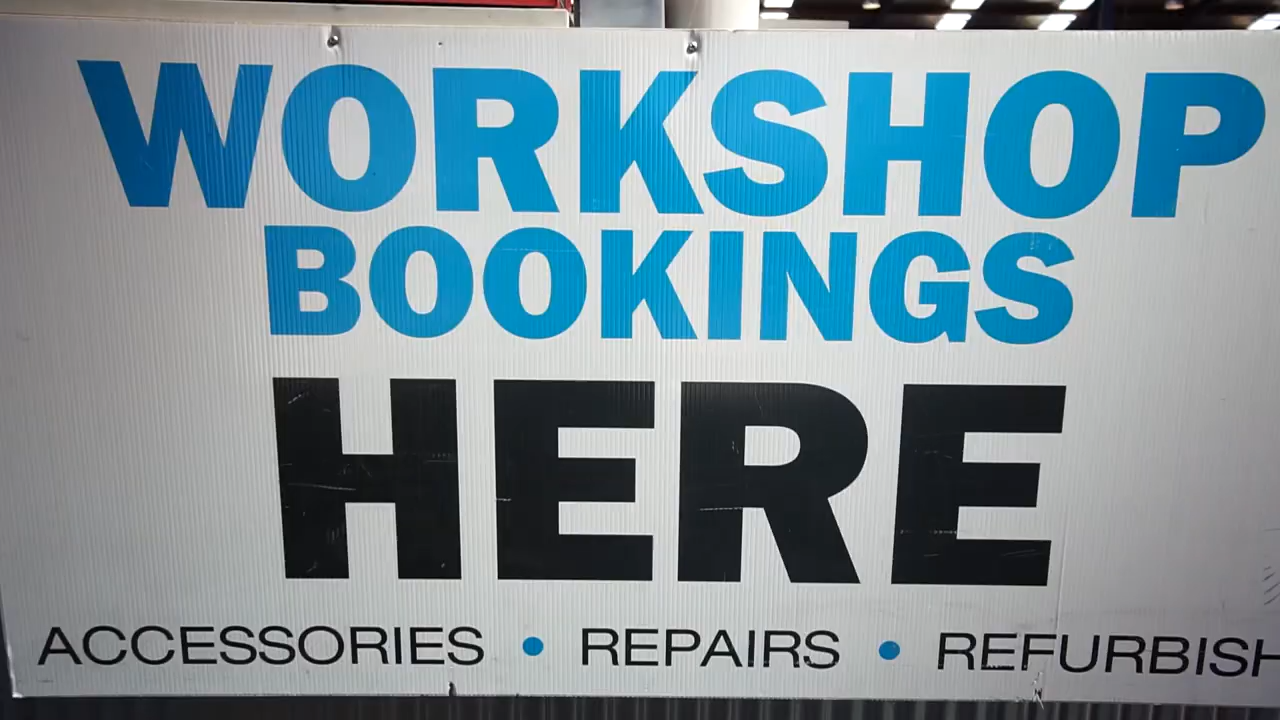 WORKSHOP
BOOKINGS
HERE
ACCESSORIES • REPAIRS • REFURBISH